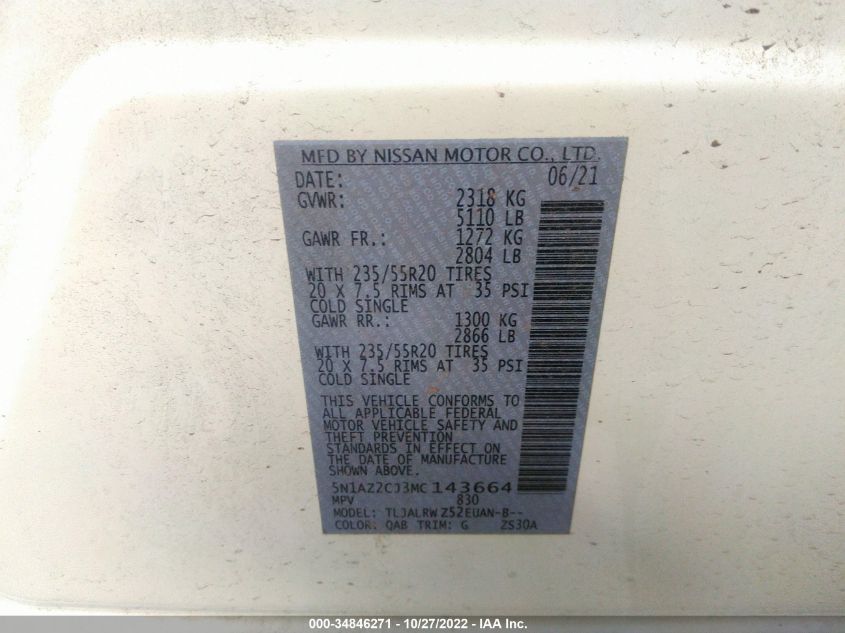 MFD BY NISSAN MOTOR CO., LTD.
DATE: 06/21
GVWR: 2318 KG
5110 LB
GAWR FR.: 1272 KG
2804 LB
WITH 235/55R20 TIRES
20 X 7.5 RIMS AT 35 PSI
COLD SINGLE
GAWR RR.: 1300 KG
2866 LB
WITH 235/55R20 TIRES
20 X 7.5 RIMS AT 35 PSI
COLD SINGLE
THIS VEHICLE CONFORMS TO
ALL APPLICABLE FEDERAL
MOTOR VEHICLE SAFETY AND
THEFT PREVENTION
STANDARDS IN EFFECT ON
THE DATE OF MANUFACTURE
SHOWN ABOVE.
5N1AZ2CJ3MC143664
MPV 830
MODEL: TLJALRWZ52EUAN-B--
COLOR: QAB TRIM: G ZS30A
000-34846271 - 10/27/2022 - IAA Inc.